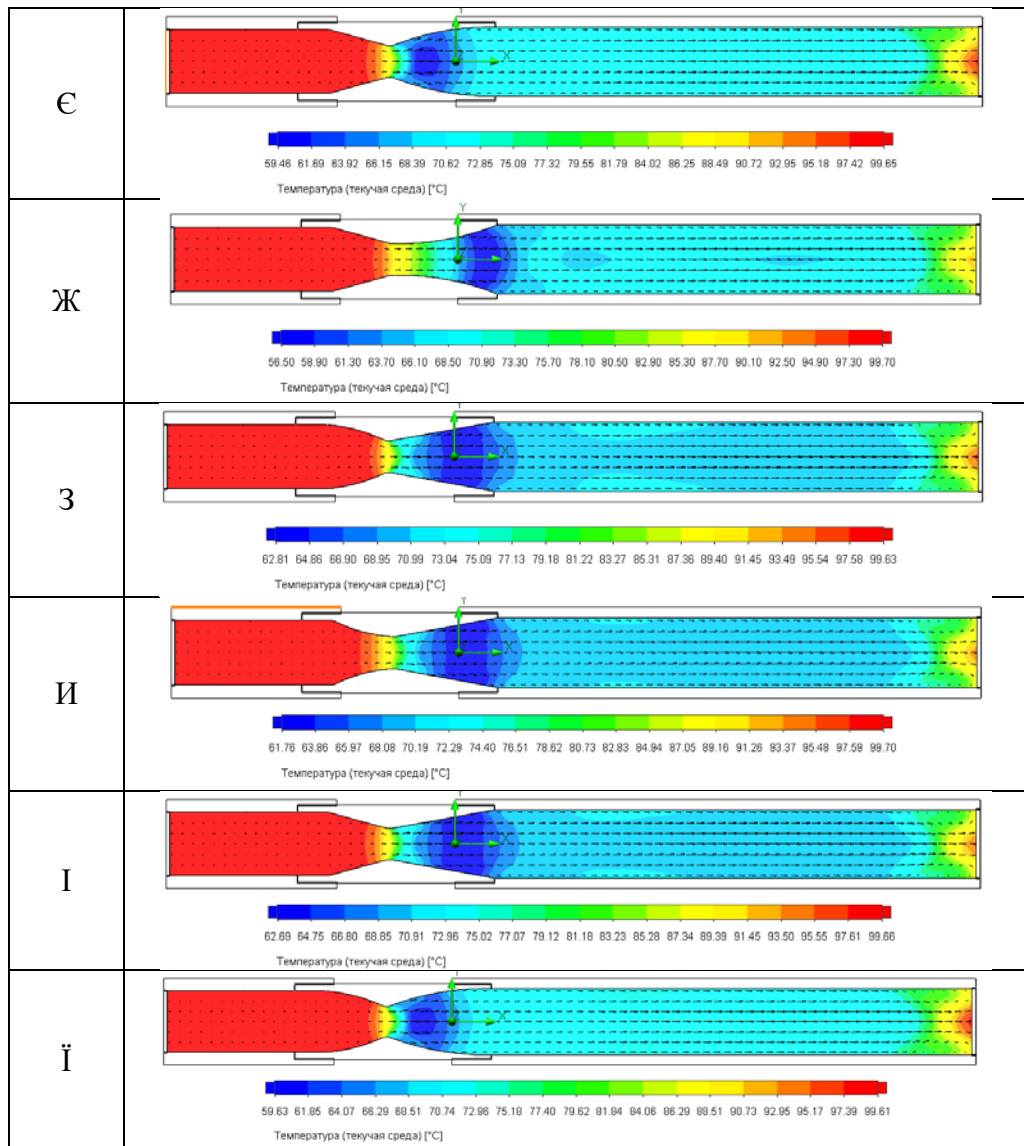 Є
Y
X
59.46 61.69 63.92 66.15 68.39 70.62 72.85 75.09 77.32 79.55 81.79 84.02 86.25 88.49 90.72 92.95 95.18 97.42 99.65
Температура (текучая среда) [°C]
Ж
Y
X
56.50 58.90 61.30 63.70 66.10 68.50 70.90 73.30 75.70 78.10 80.50 82.90 85.30 87.70 90.10 92.50 94.90 97.30 99.70
Температура (текучая среда) [°C]
З
Y
X
62.81 64.86 66.90 68.95 70.99 73.04 75.09 77.13 79.18 81.22 83.27 85.31 87.36 89.40 91.45 93.49 95.54 97.58 99.63
Температура (текучая среда) [°C]
И
Y
X
61.76 63.86 65.97 68.08 70.19 72.29 74.40 76.51 78.62 80.73 82.83 84.94 87.05 89.16 91.26 93.37 95.48 97.59 99.70
Температура (текучая среда) [°C]
І
Y
X
62.69 64.75 66.80 68.85 70.91 72.96 75.02 77.07 79.12 81.18 83.23 85.28 87.34 89.39 91.45 93.50 95.55 97.61 99.66
Температура (текучая среда) [°C]
Ї
X
59.63 61.85 64.07 66.29 68.51 70.74 72.96 75.18 77.40 79.62 81.84 84.06 86.29 88.51 90.73 92.95 95.17 97.39 99.61
Температура (текучая среда) [°C]